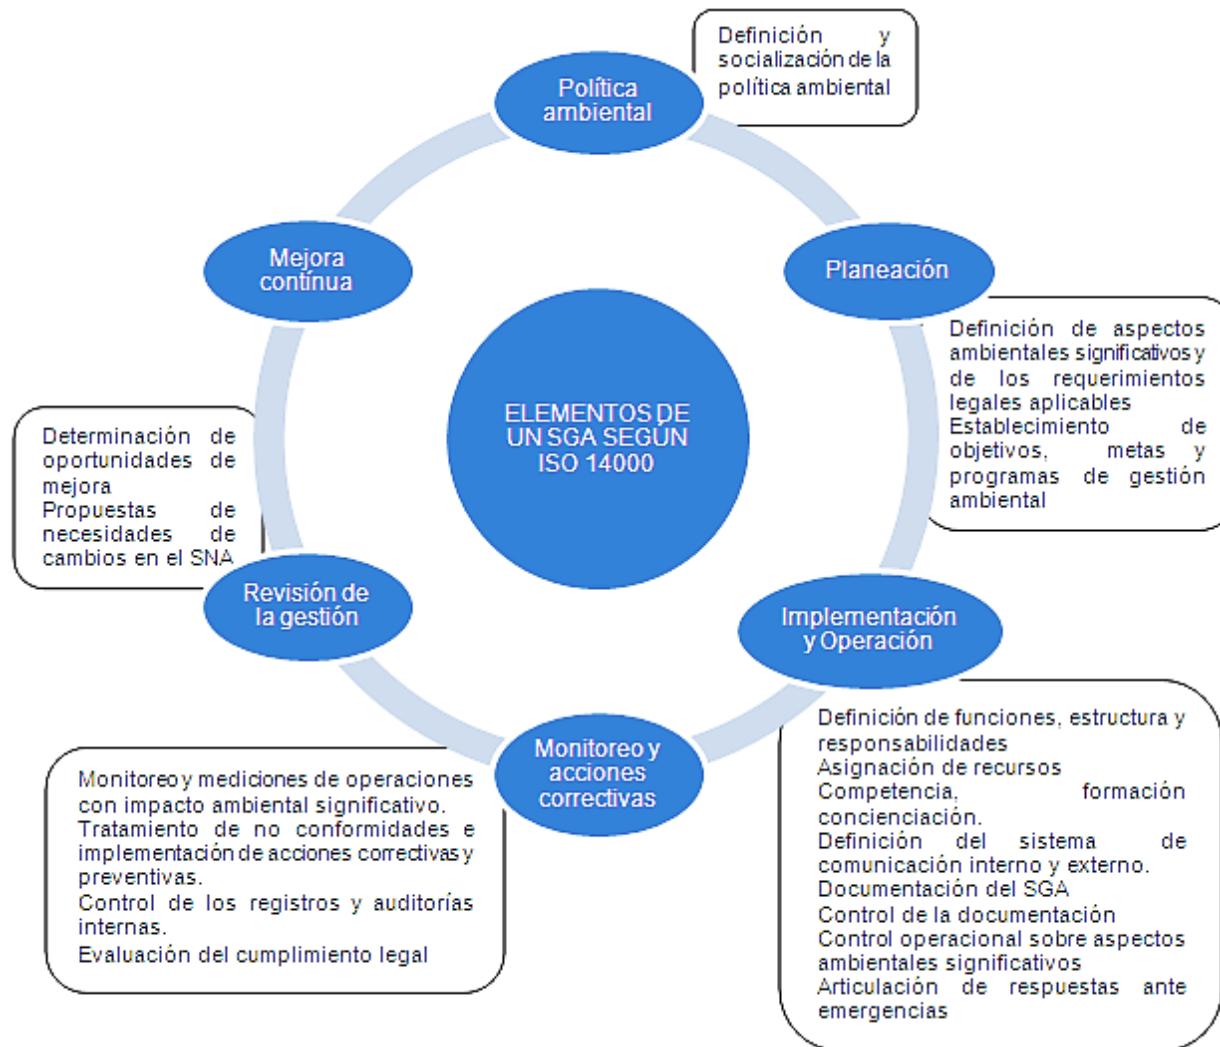 Política
ambiental
Definición y
socialización de la
política ambiental
Planeación
Definición de aspectos
ambientales significativos y
de los requerimientos
legales aplicables
Establecimiento de
objetivos, metas y
programas de gestión
ambiental
Implementación
y Operación
Definición de funciones, estructura y
responsabilidades
Asignación de recursos
Competencia, formación
concienciación.
Definición del sistema de
comunicación interno y externo.
Documentación del SGA
Control de la documentación
Control operacional sobre aspectos
ambientales significativos
Articulación de respuestas ante
emergencias
Monitoreo y
acciones
correctivas
Monitoreo y mediciones de operaciones
con impacto ambiental significativo.
Tratamiento de no conformidades e
implementación de acciones correctivas y
preventivas.
Control de los registros y auditorías
internas.
Evaluación del cumplimiento legal
Revisión de
la gestión
Determinación de
oportunidades de
mejora
Propuestas de
necesidades de
cambios en el SNA
Mejora
contínua
ELEMENTOS DE
UN SGA SEGÚN
ISO 14000